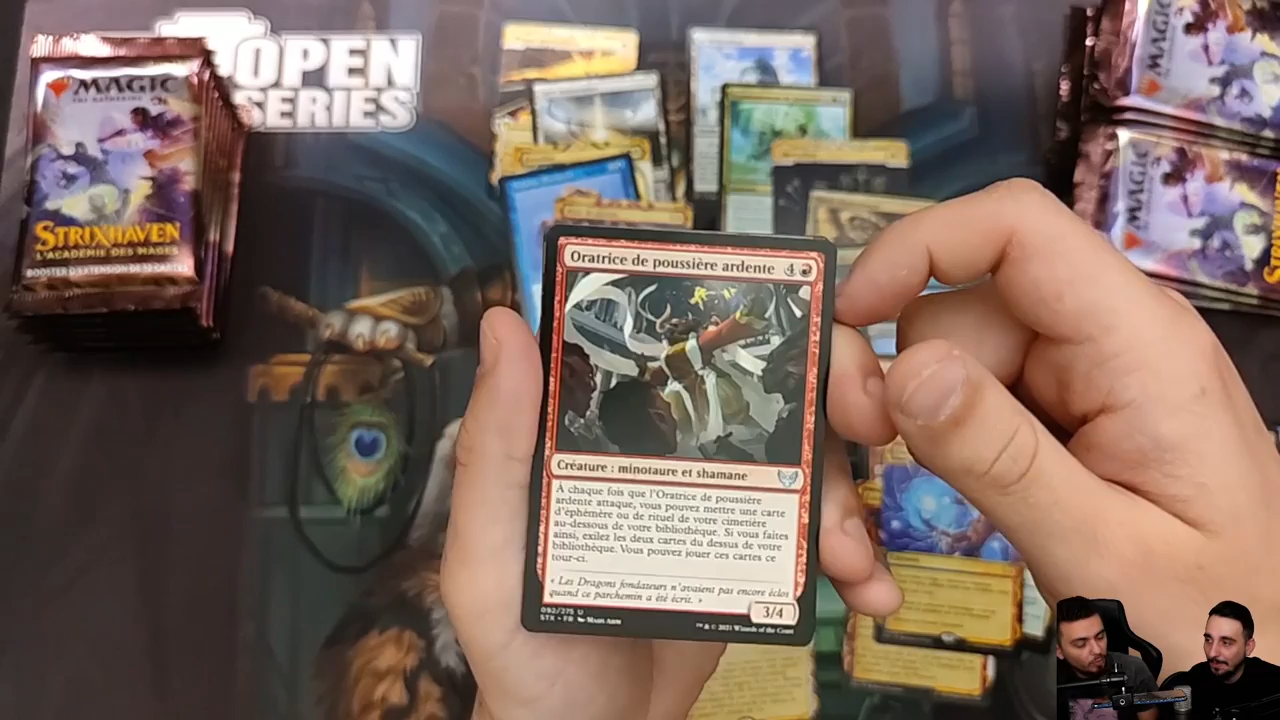 OPEN
SERIES
MAGIC
THE GATHERING
STRIXHAVEN
L'ACADÉMIE DES MAGES
BOOSTER D'EXTENSION DE 15 CARTES
MAGIC
MAGIC
Oratrice de poussière ardente 4
Créature : minotaure et shamane
À chaque fois que l'Oratrice de poussière
ardente attaque, vous pouvez mettre une carte
d'éphémère ou de rituel de votre cimetière
au-dessous de votre bibliothèque. Si vous faites
ainsi, exilez les deux cartes du dessus de votre
bibliothèque. Vous pouvez jouer ces cartes ce
tour-ci.
« Les Dragons fondateurs n'avaient pas encore éclos
quand ce parchemin a été écrit. »
3/4
092/275 U
STX • FR
™ & © 2021 Wizards of the Coast